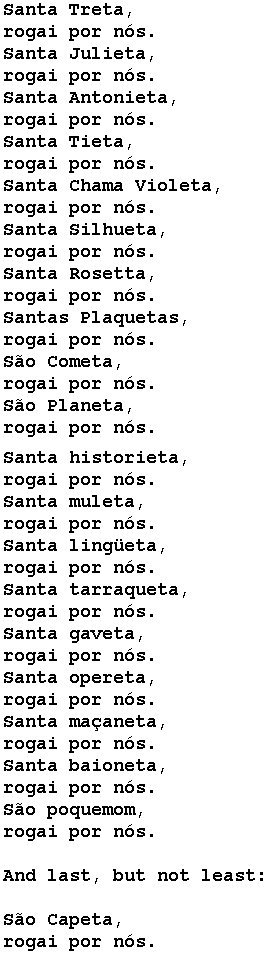 Santa Treta,
rogai por nós.
Santa Julieta,
rogai por nós.
Santa Antonieta,
rogai por nós.
Santa Tieta,
rogai por nós.
Santa Chama Violeta,
rogai por nós.
Santa Silhueta,
rogai por nós.
Santa Rosetta,
rogai por nós.
Santas Plaquetas,
rogai por nós.
São Cometa,
rogai por nós.
São Planeta,
rogai por nós.
Santa historieta,
rogai por nós.
Santa muleta,
rogai por nós.
Santa lingüeta,
rogai por nós.
Santa tarraqueta,
rogai por nós.
Santa gaveta,
rogai por nós.
Santa opereta,
rogai por nós.
Santa maçaneta,
rogai por nós.
Santa baioneta,
rogai por nós.
São poquemom,
rogai por nós.
And last, but not least:
São Capeta,
rogai por nós.